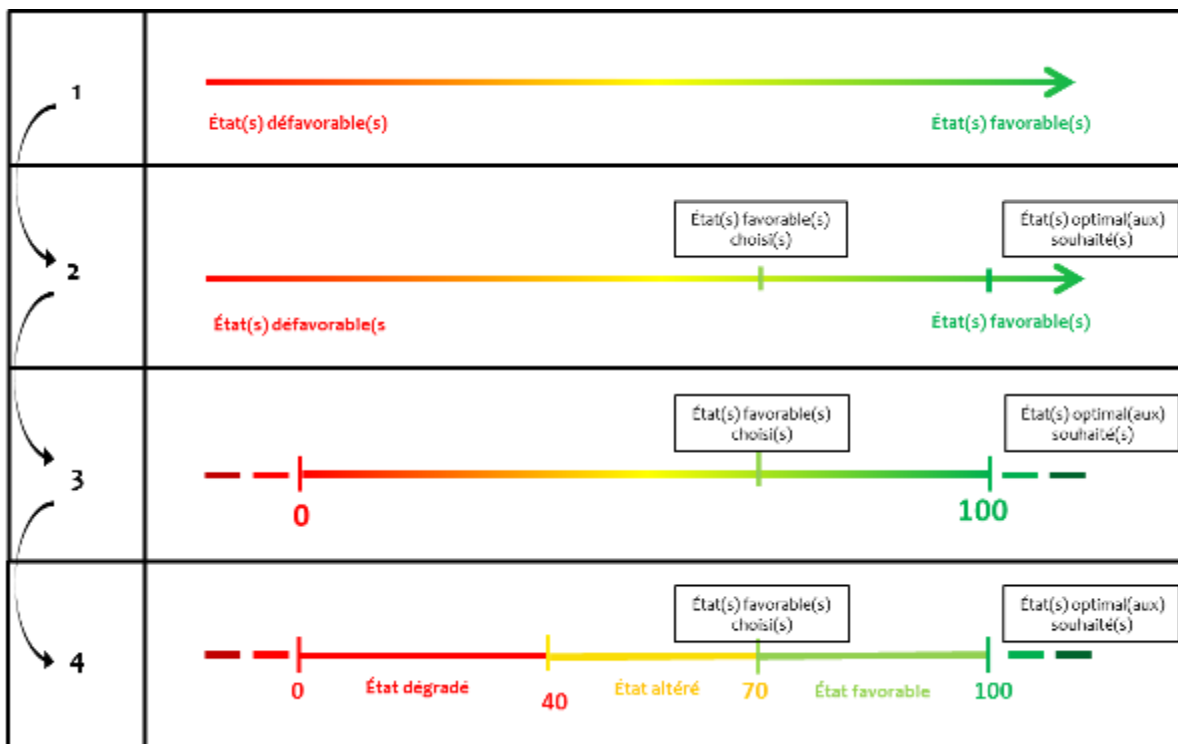 1
État(s) défavorable(s)
État(s) favorable(s)
2
État(s) favorable(s)
choisi(s)
État(s) optimal(aux)
souhaité(s)
État(s) défavorable(s
État(s) favorable(s)
3
État(s) favorable(s)
choisi(s)
État(s) optimal(aux)
souhaité(s)
0
100
4
État(s) favorable(s)
choisi(s)
État(s) optimal(aux)
souhaité(s)
0
État dégradé
40
État altéré
70
État favorable
100